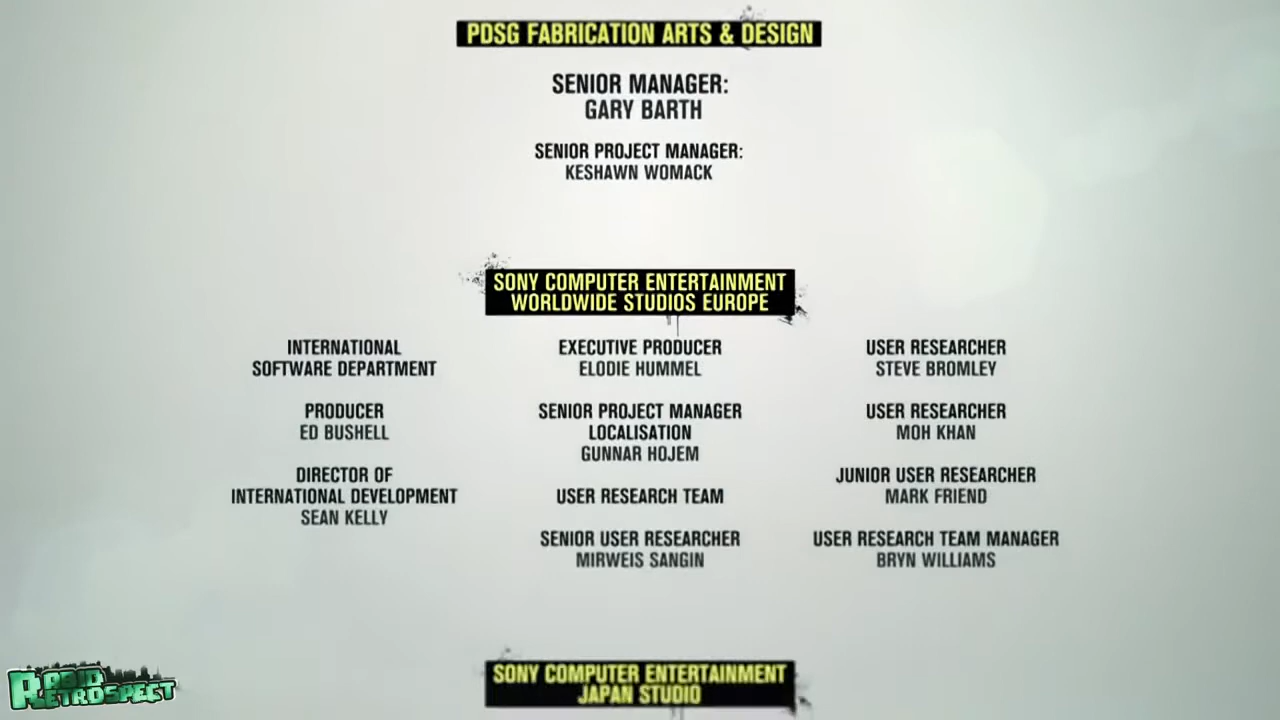 PDSG FABRICATION ARTS & DESIGN
SENIOR MANAGER:
GARY BARTH
SENIOR PROJECT MANAGER:
KESHAWN WOMACK
SONY COMPUTER ENTERTAINMENT
WORLDWIDE STUDIOS EUROPE
INTERNATIONAL
SOFTWARE DEPARTMENT
PRODUCER
ED BUSHELL
DIRECTOR OF
INTERNATIONAL DEVELOPMENT
SEAN KELLY
EXECUTIVE PRODUCER
ELODIE HUMMEL
SENIOR PROJECT MANAGER
LOCALISATION
GUNNAR HOJEM
USER RESEARCH TEAM
SENIOR USER RESEARCHER
MIRWEIS SANGIN
USER RESEARCHER
STEVE BROMLEY
USER RESEARCHER
MOH KHAN
JUNIOR USER RESEARCHER
MARK FRIEND
USER RESEARCH TEAM MANAGER
BRYN WILLIAMS
SONY COMPUTER ENTERTAINMENT
JAPAN STUDIO
RABID
RETROSPECT